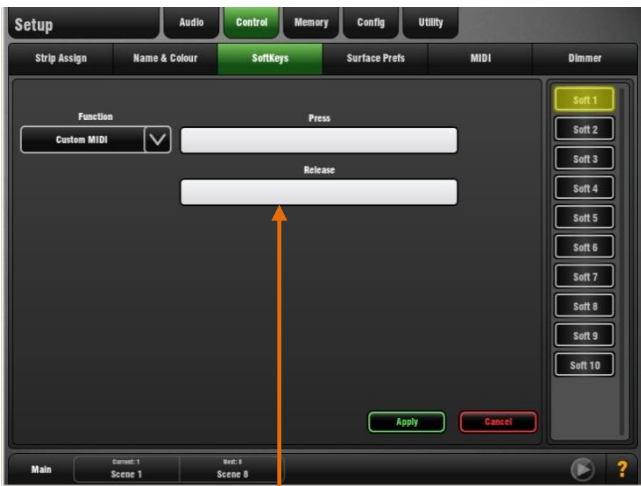 Setup
Audio
Control
Memory
Config
Utility
Strip Assign
Name & Colour
SoftKeys
Surface Prefs
MIDI
Dimmer
Function
Custom MIDI
Press
Release
Soft 1
Soft 2
Soft 3
Soft 4
Soft 5
Soft 6
Soft 7
Soft 8
Soft 9
Soft 10
Apply
Cancel
Main
Current: 1
Scene 1
Next: 8
Scene 8
?